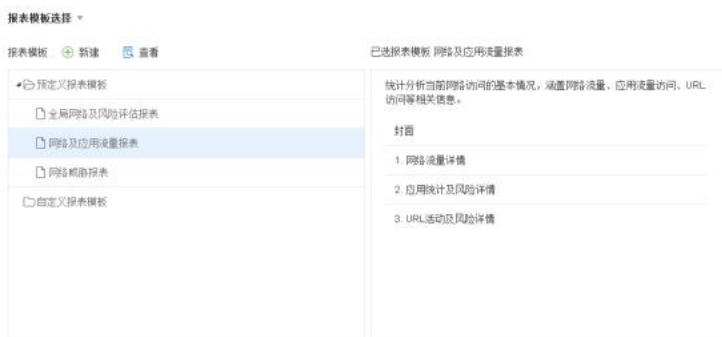 报表模板选择
报表模板 新建 查看
预定义报表模板
全局网络及风险评估报表
网络及应用流量报表
网络威胁报表
自定义报表模板
已选报表模板 网络及应用流量报表
统计分析当前网络访问的基本情况，涵盖网络流量、应用流量访问、URL
访问等相关信息。
封面
1. 网络流量详情
2. 应用统计及风险详情
3. URL活动及风险详情